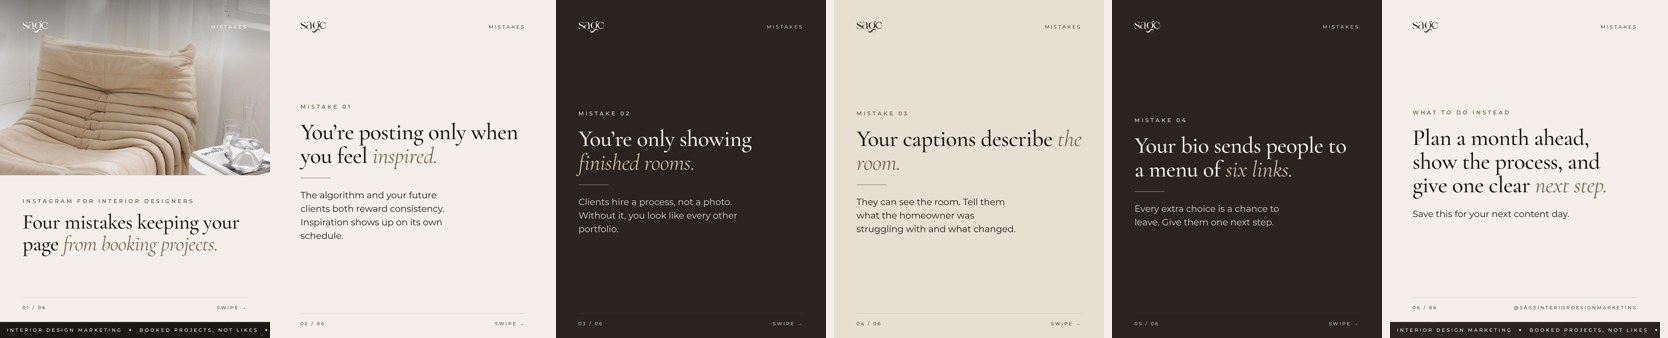 sage
MISTAKES
INSTAGRAM FOR INTERIOR DESIGNERS
Four mistakes keeping your
page from booking projects.
01 / 06
SWIPE →
INTERIOR DESIGN MARKETING • BOOKED PROJECTS, NOT LIKES •
sage
MISTAKES
MISTAKE 01
You’re posting only when
you feel inspired.
The algorithm and your future
clients both reward consistency.
Inspiration shows up on its own
schedule.
02 / 06
SWIPE →
sage
MISTAKES
MISTAKE 02
You’re only showing
finished rooms.
Clients hire a process, not a photo.
Without it, you look like every other
portfolio.
03 / 06
SWIPE →
sage
MISTAKES
MISTAKE 03
Your captions describe the
room.
They can see the room. Tell them
what the homeowner was
struggling with and what changed.
04 / 06
SWIPE →
sage
MISTAKES
MISTAKE 04
Your bio sends people to
a menu of six links.
Every extra choice is a chance to
leave. Give them one next step.
05 / 06
SWIPE →
sage
MISTAKES
WHAT TO DO INSTEAD
Plan a month ahead,
show the process, and
give one clear next step.
Save this for your next content day.
06 / 06
@SAGEINTERIORDESIGNMARKETING
INTERIOR DESIGN MARKETING • BOOKED PROJECTS, NOT LIKES •